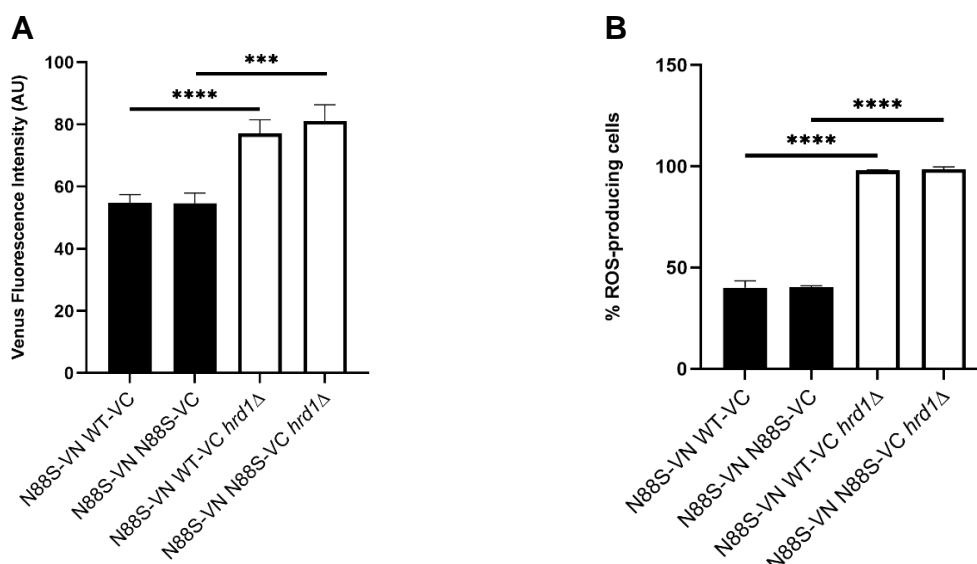 A
Venus Fluorescence Intensity (AU)
100
80
60
40
20
0
****
***
N88S-VN WT-VC
N88S-VN N88S-VC
N88S-VN WT-VC hrd1Δ
N88S-VN N88S-VC hrd1Δ
B
% ROS-producing cells
150
100
50
0
****
****
N88S-VN WT-VC
N88S-VN N88S-VC
N88S-VN WT-VC hrd1Δ
N88S-VN N88S-VC hrd1Δ